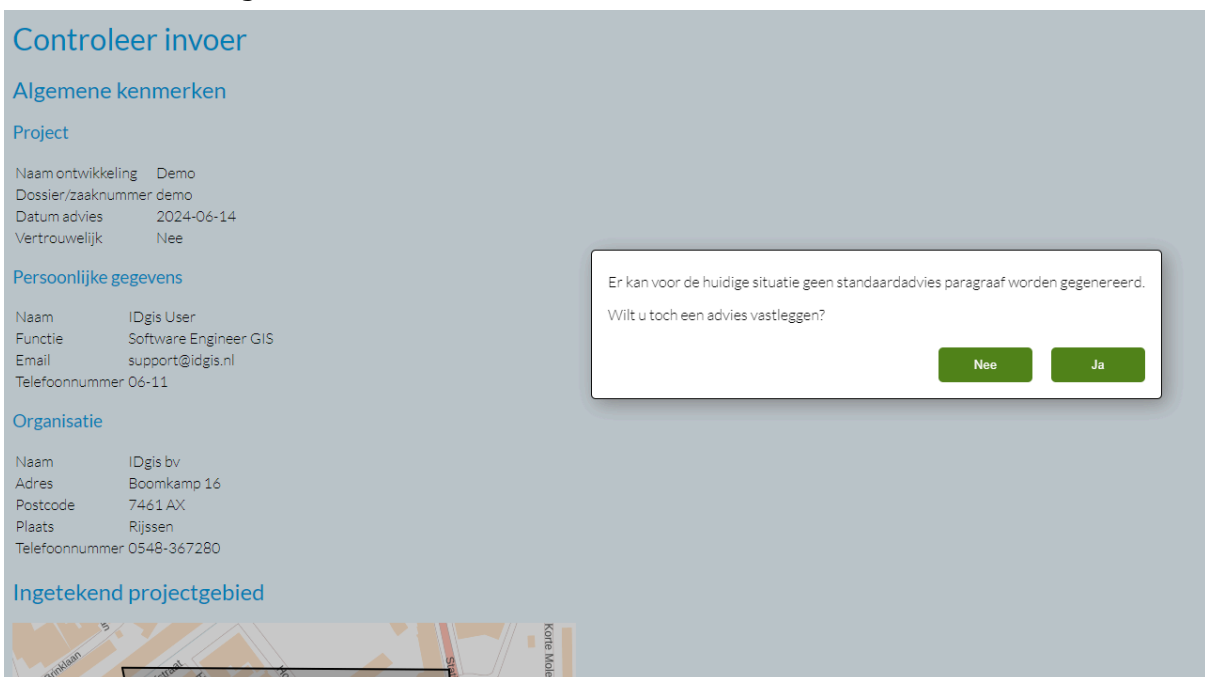 Controleer invoer
Algemene kenmerken
Project
Naam ontwikkeling Demo
Dossier/zaaknummer demo
Datum advies 2024-06-14
Vertrouwelijk Nee
Persoonlijke gegevens
Naam IDgis User
Functie Software Engineer GIS
Email support@idgis.nl
Telefoonnummer 06-11
Organisatie
Naam IDgis bv
Adres Boomkamp 16
Postcode 7461 AX
Plaats Rijssen
Telefoonnummer 0548-367280
Ingetekend projectgebied
Korte Mole
Er kan voor de huidige situatie geen standaardadvies paragraaf worden gegenereerd.
Wilt u toch een advies vastleggen?
Nee Ja